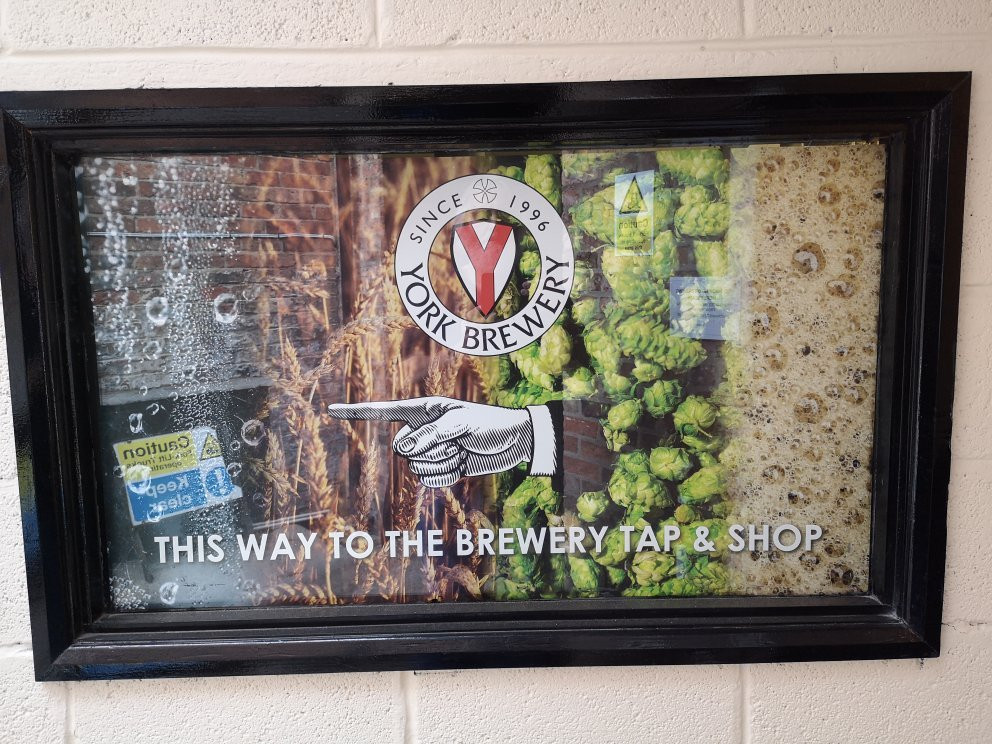 SINCE 1996
Y
YORK BREWERY
THIS WAY TO THE BREWERY TAP & SHOP
Caution
Keep
clear